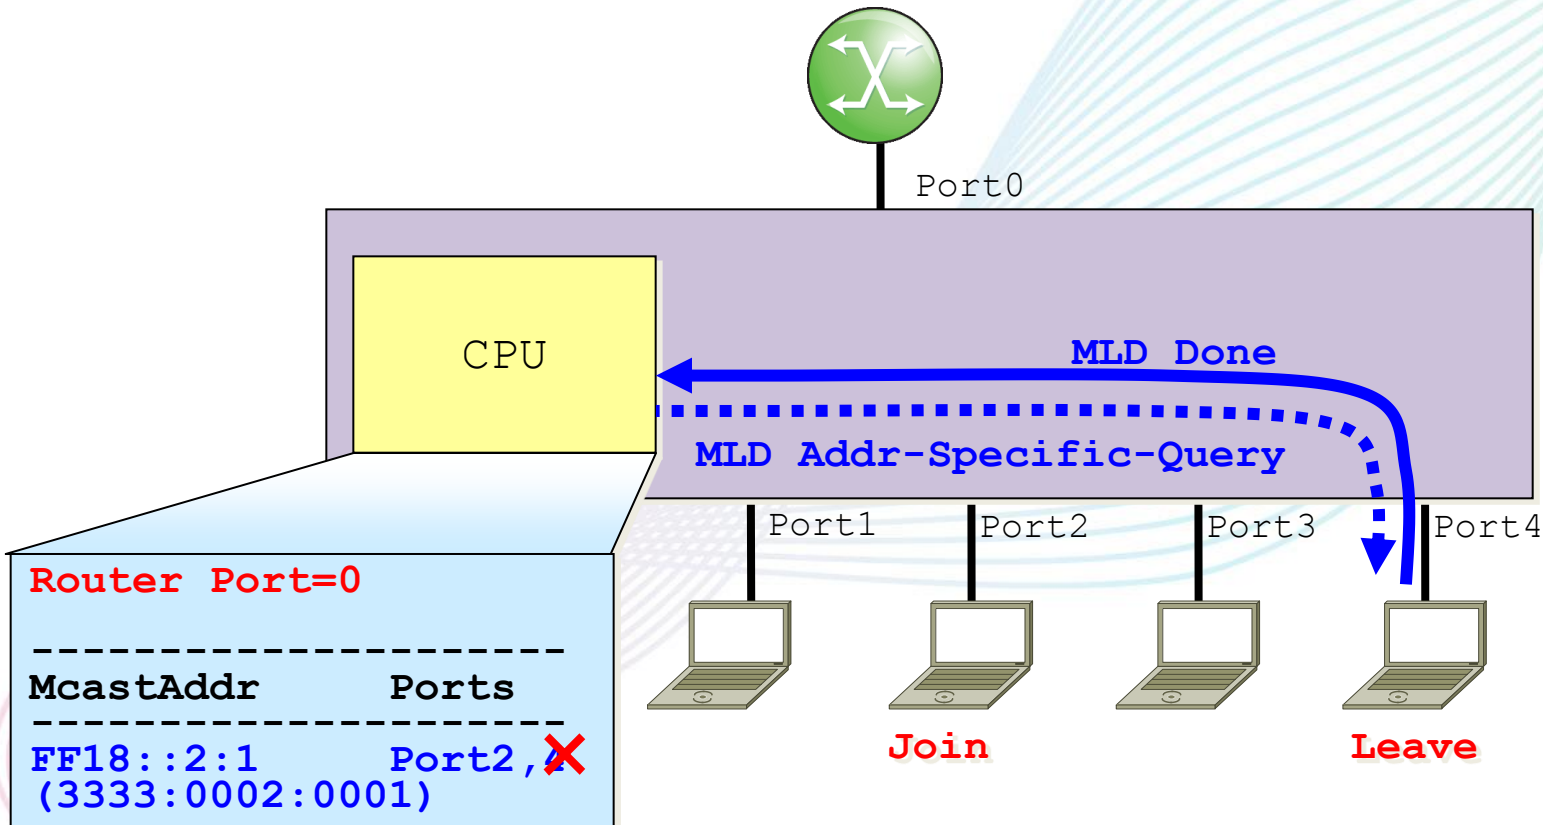 Port0
CPU
MLD Done
MLD Addr-Specific-Query
Port1
Port2
Port3
Port4
Router Port=0
---------------------
McastAddr Ports
---------------------
FF18::2:1 Port2,4
(3333:0002:0001)
Join
Leave